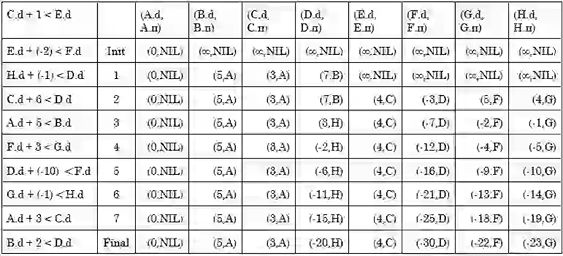 C.d + 1 < E.d (A.d, A.π) (B.d, B.π) (C.d, C.π) (D.d, D.π) (E.d, E.π) (F.d, F.π) (G.d, G.π) (H.d, H.π)
E.d + (-2) < F.d Init (0,NIL) (∞,NIL) (∞,NIL) (∞,NIL) (∞,NIL) (∞,NIL) (∞,NIL) (∞,NIL)
H.d + (-1) < D.d 1 (0,NIL) (5,A) (3,A) (7,B) (∞,NIL) (∞,NIL) (∞,NIL) (∞,NIL)
C.d + 6 < D.d 2 (0,NIL) (5,A) (3,A) (7,B) (4,C) (-3,D) (5,F) (4,G)
A.d + 5 < B.d 3 (0,NIL) (5,A) (3,A) (3,H) (4,C) (-7,D) (-2,F) (-1,G)
F.d + 3 < G.d 4 (0,NIL) (5,A) (3,A) (-2,H) (4,C) (-12,D) (-4,F) (-5,G)
D.d + (-10) <F.d 5 (0,NIL) (5,A) (3,A) (-6,H) (4,C) (-16,D) (-9.F) (-10,G)
G.d + (-1) <H.d 6 (0,NIL) (5,A) (3,A) (-11,H) (4,C) (-21,D) (-13,F) (-14,G)
A.d + 3 < C.d 7 (0,NIL) (5,A) (3,A) (-15,H) (4,C) (-25,D) (-18,F) (-19,G)
B.d + 2 < D.d Final (0,NIL) (5,A) (3,A) (-20,H) (4,C) (-30,D) (-22,F) (-23,G)